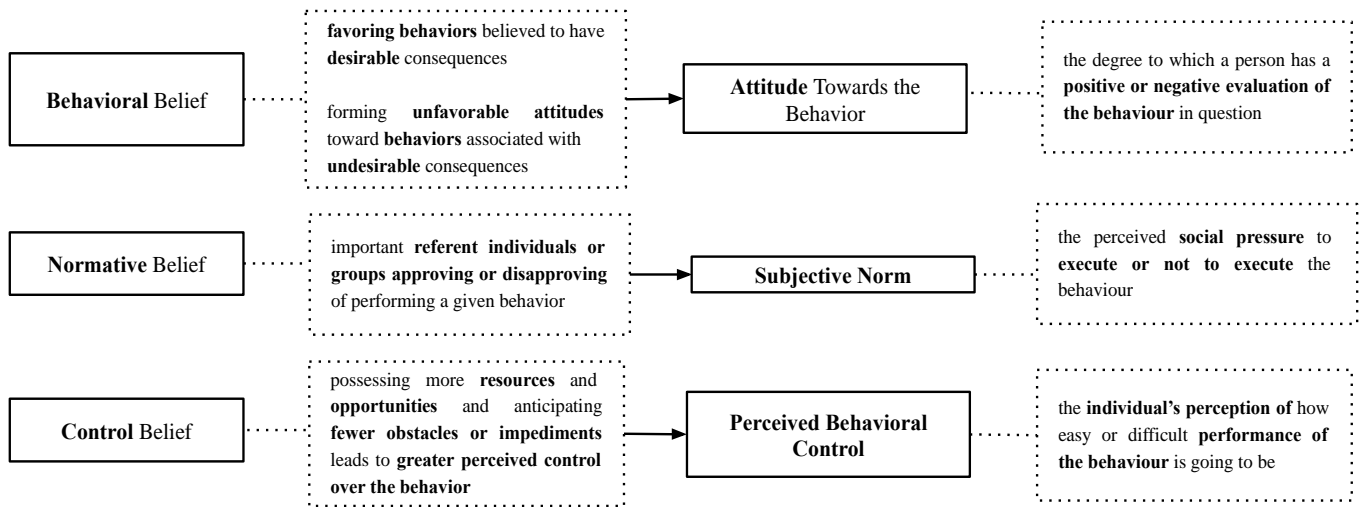 Behavioral Belief
favoring behaviors believed to have
desirable consequences
forming unfavorable attitudes
toward behaviors associated with
undesirable consequences
Attitude Towards the
Behavior
the degree to which a person has a
positive or negative evaluation of
the behaviour in question
Normative Belief
important referent individuals or
groups approving or disapproving
of performing a given behavior
Subjective Norm
the perceived social pressure to
execute or not to execute the
behaviour
Control Belief
possessing more resources and
opportunities and anticipating
fewer obstacles or impediments
leads to greater perceived control
over the behavior
Perceived Behavioral
Control
the individual’s perception of how
easy or difficult performance of
the behaviour is going to be